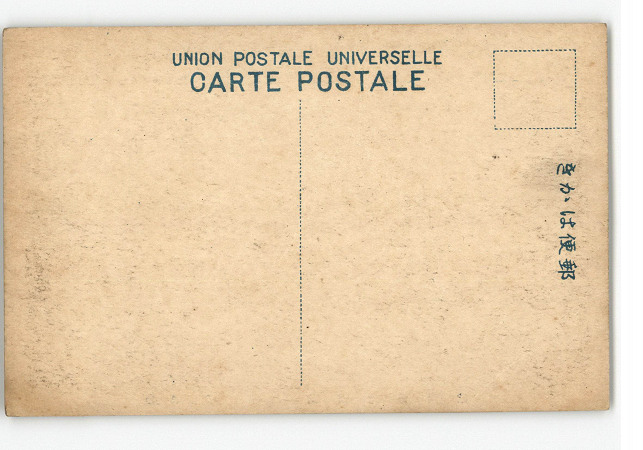 UNION POSTALE UNIVERSELLE
CARTE POSTALE
きかは便郵